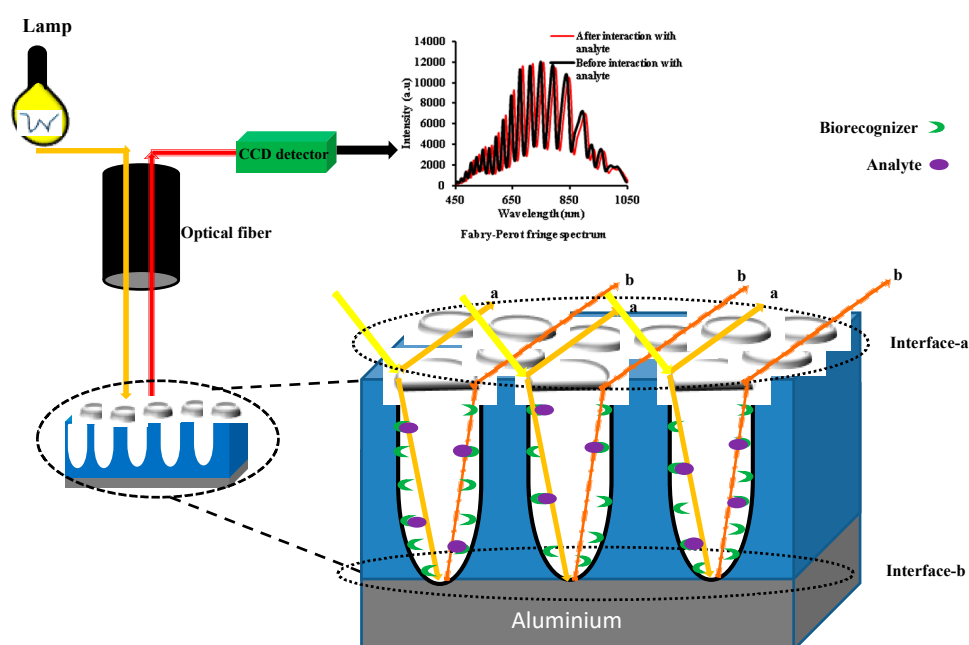 Lamp
CCD detector
Optical fiber
After interaction with
analyte
Before interaction with
analyte
Intensity (a.u)
14000
12000
10000
8000
6000
4000
2000
0
450
650
850
1050
Wavelength(nm)
Fabry-Perot fringe spectrum
Biorecognizer
Analyte
a
b
a
b
a
b
Interface-a
Interface-b
Aluminium